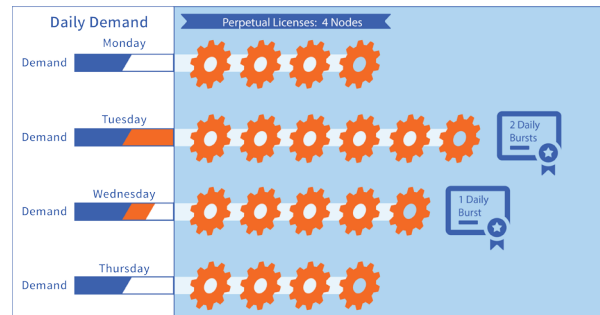 Daily Demand
Perpetual Licenses: 4 Nodes
Monday
Demand
Tuesday
Demand
2 Daily
Bursts
Wednesday
Demand
1 Daily
Burst
Thursday
Demand